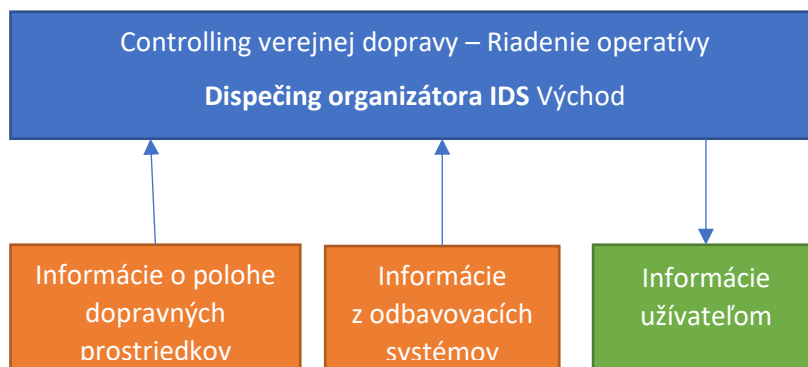 Controlling verejnej dopravy – Riadenie operatívy
Dispečing organizátora IDS Východ
Informácie o polohe
dopravných
prostriedkov
Informácie
z odbavovacích
systémov
Informácie
užívateľom